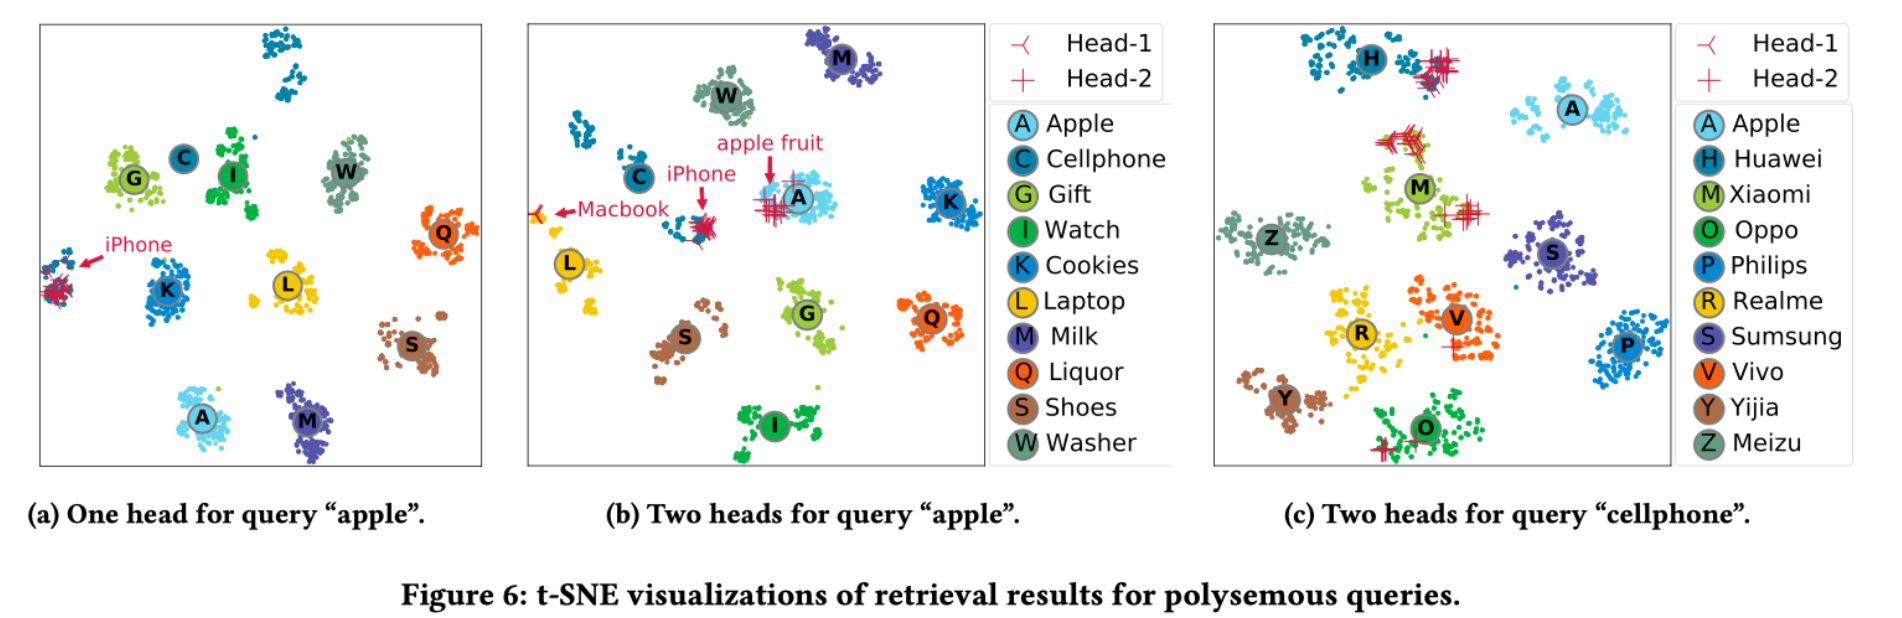 C
G
I
W
Q
iPhone
K
L
S
A
M
M
W
apple fruit
C
iPhone
A
K
Macbook
L
G
Q
S
I
Head-1
Head-2
A Apple
C Cellphone
G Gift
I Watch
K Cookies
L Laptop
M Milk
Q Liquor
S Shoes
W Washer
H
A
M
Z
S
V
R
P
Y
O
Head-1
Head-2
A Apple
H Huawei
M Xiaomi
O Oppo
P Philips
R Realme
S Sumsung
V Vivo
Y Yijia
Z Meizu
(a) One head for query “apple”.
(b) Two heads for query “apple”.
(c) Two heads for query “cellphone”.
Figure 6: t-SNE visualizations of retrieval results for polysemous queries.